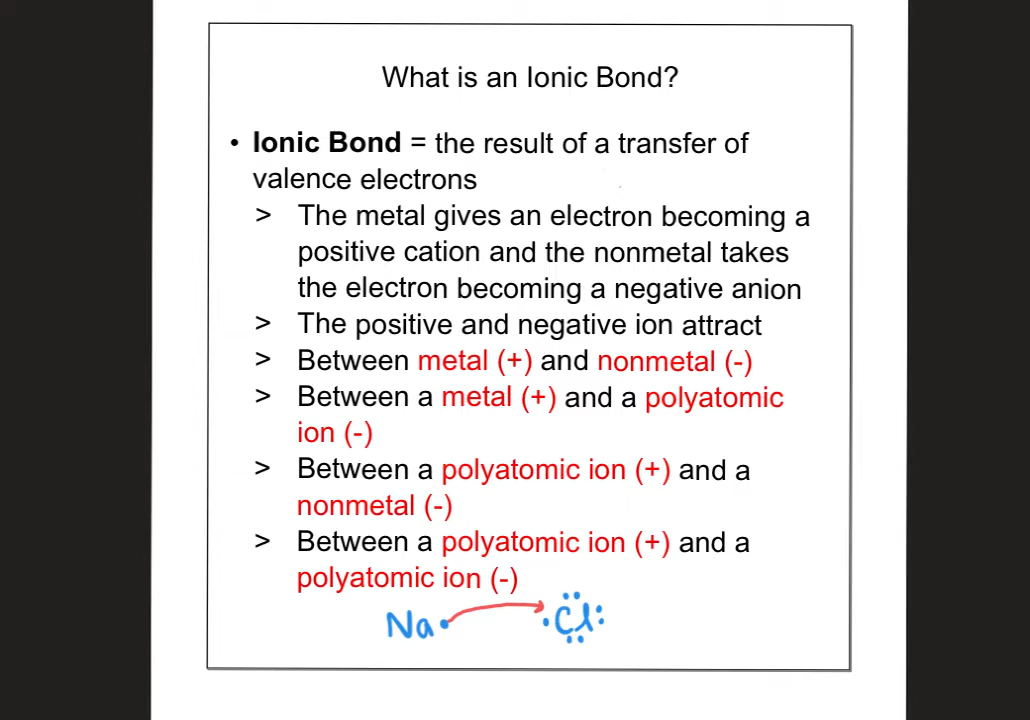 What is an Ionic Bond?
• Ionic Bond = the result of a transfer of
valence electrons
> The metal gives an electron becoming a
positive cation and the nonmetal takes
the electron becoming a negative anion
> The positive and negative ion attract
> Between metal (+) and nonmetal (-)
> Between a metal (+) and a polyatomic
ion (-)
> Between a polyatomic ion (+) and a
nonmetal (-)
> Between a polyatomic ion (+) and a
polyatomic ion (-)
Na Cl